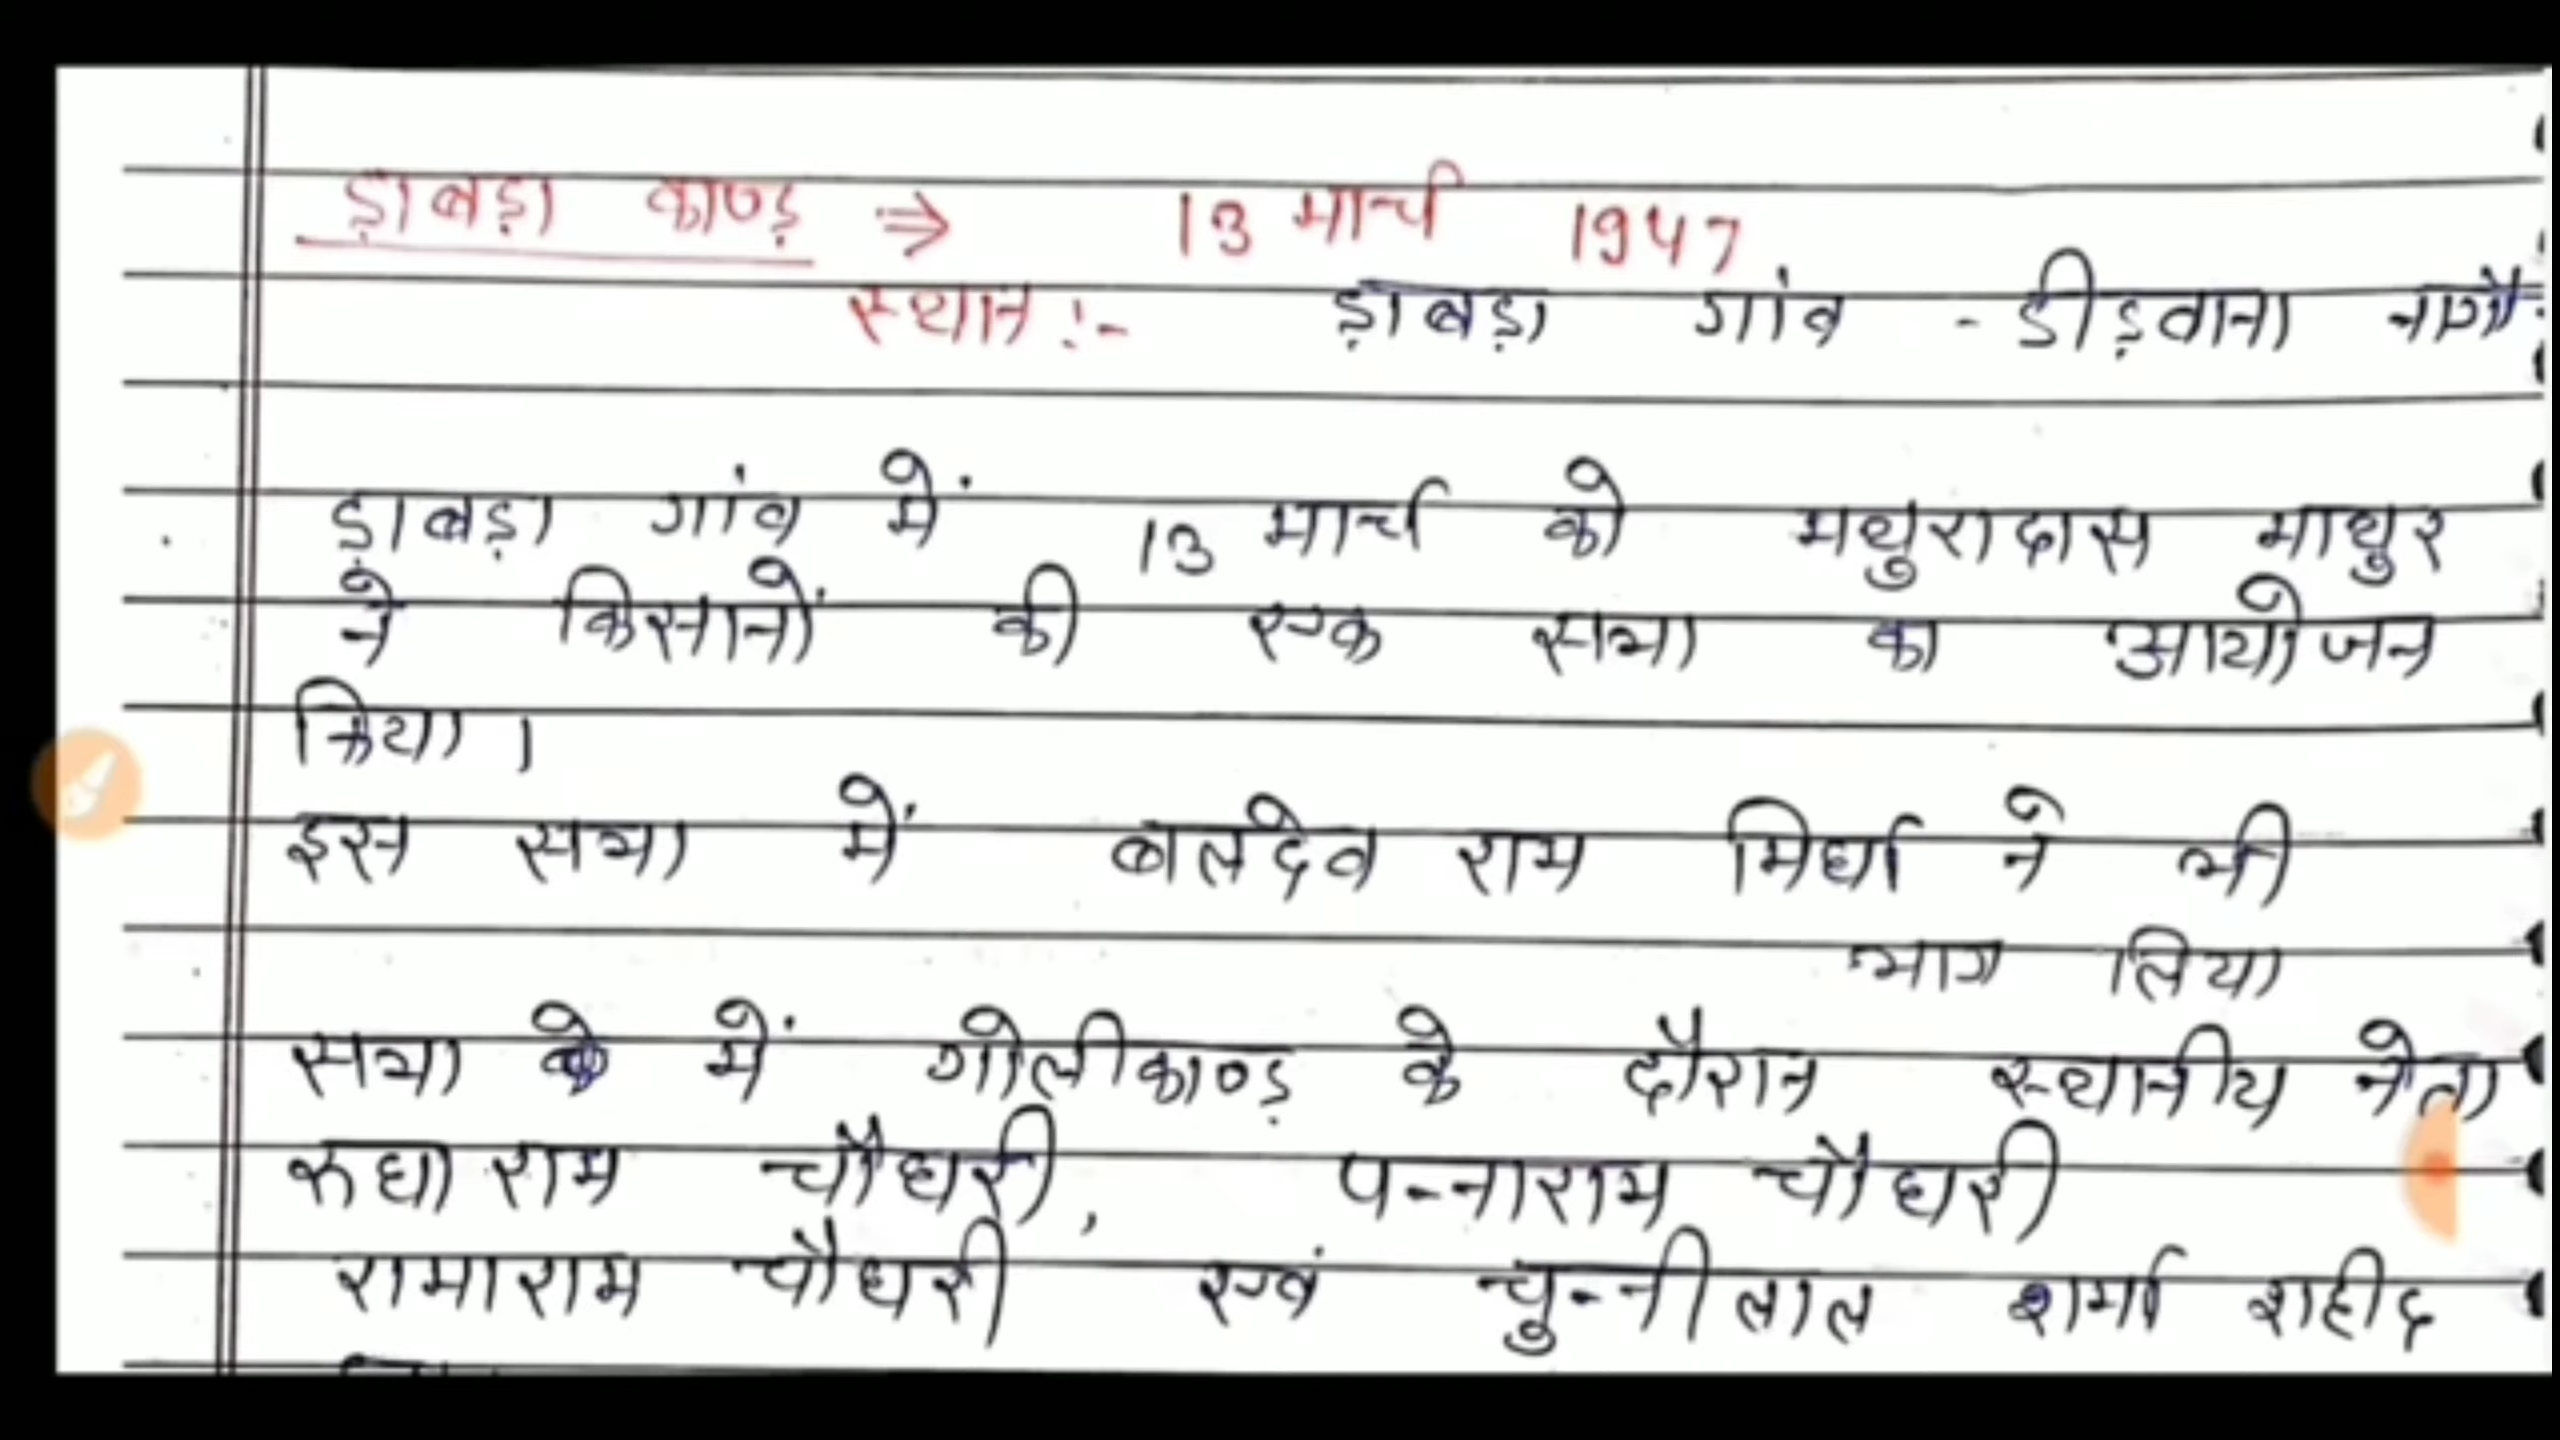 ड़ाबड़ा काण्ड़ ⇒ 13 मार्च 1947
स्थान :- ड़ाबड़ा गांव - डीड़वाना
ड़ाबड़ा गांव में 13 मार्च को मथुरादास माथुर
ने किसानों की एक सभा का आयोजन
किया ।
इस सभा में बलदेव राम मिर्धा ने भी
भाग लिया
सभा के में गोलीकाण्ड़ के दौरान स्थानीय नेता
रुघाराम चौधरी, पन्नाराम चौधरी
रामाराम चौधरी एवं चुन्नीलाल शर्मा शहीद